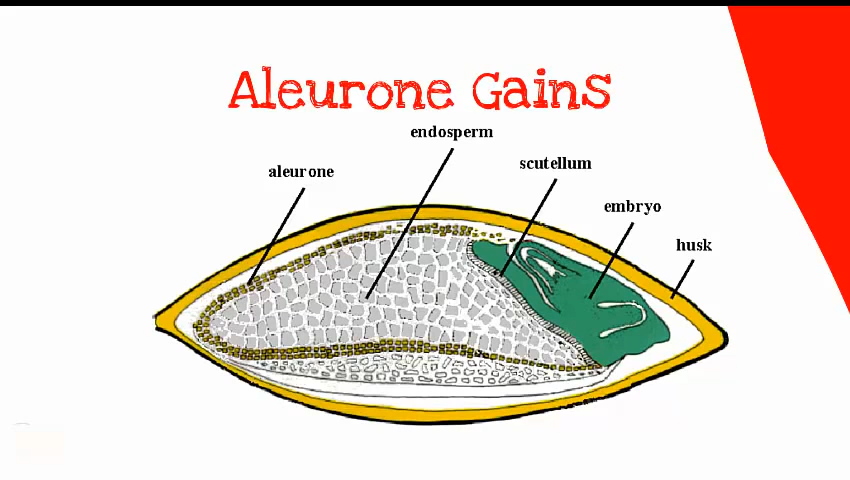 Aleurone Gains
endosperm
aleurone
scutellum
embryo
husk